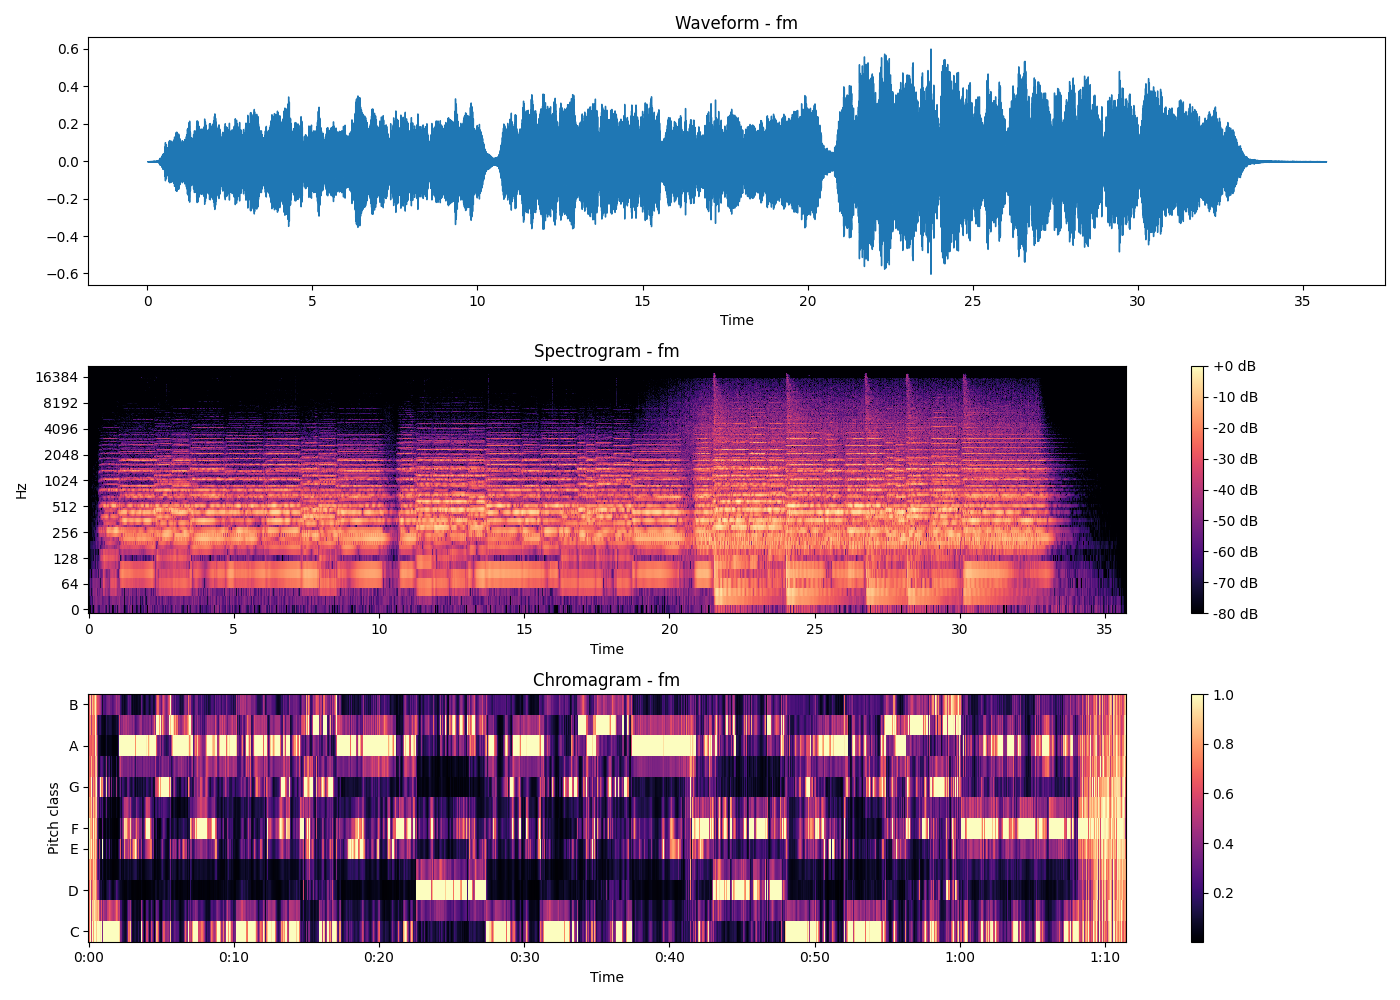 Waveform - fm
0.6
0.4
0.2
0.0
−0.2
−0.4
−0.6
0 5 10 15 20 25 30 35
Time
Spectrogram - fm
Hz
16384
8192
4096
2048
1024
512
256
128
64
0
0 5 10 15 20 25 30 35
Time
+0 dB
-10 dB
-20 dB
-30 dB
-40 dB
-50 dB
-60 dB
-70 dB
-80 dB
Chromagram - fm
Pitch class
B
A
G
F
E
D
C
0:00 0:10 0:20 0:30 0:40 0:50 1:00 1:10
Time
1.0
0.8
0.6
0.4
0.2